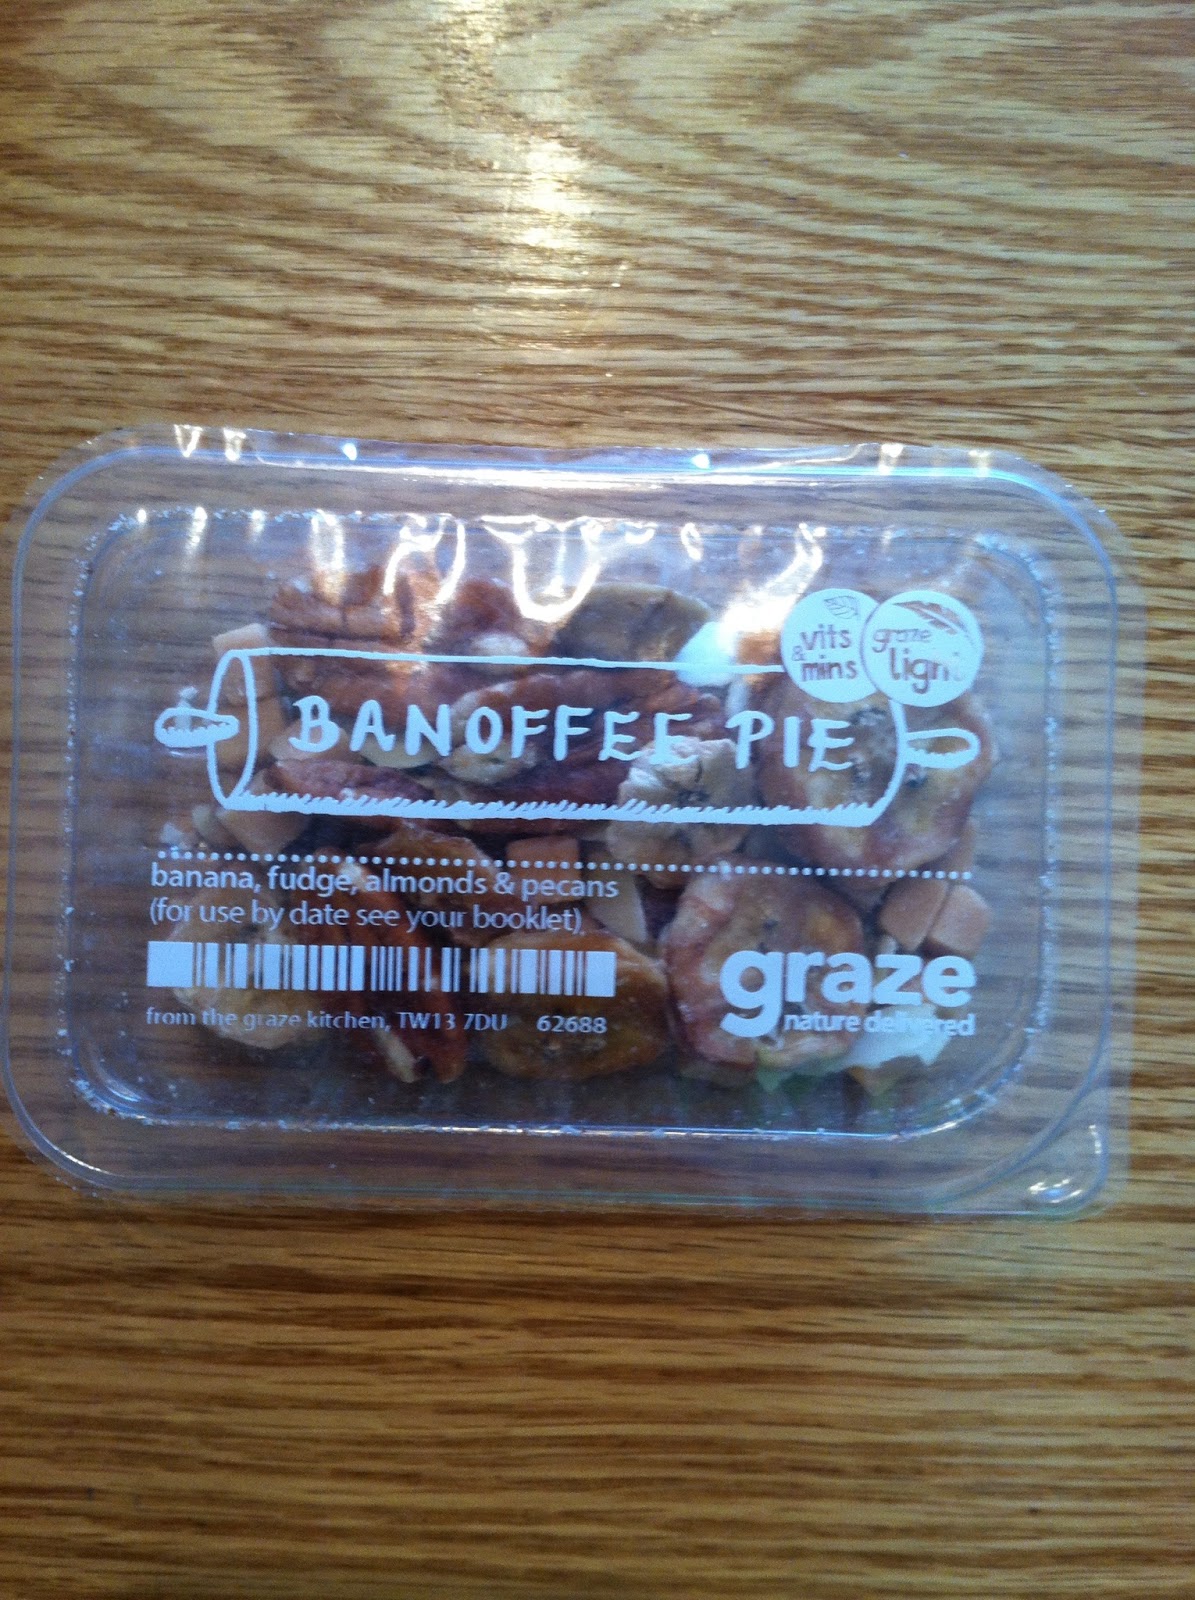 vits
& mins
graze
light
BANOFFEE PIE
banana, fudge, almonds & pecans
(for use by date see your booklet)
from the graze kitchen, TW13 7DU 62688
graze
nature delivered